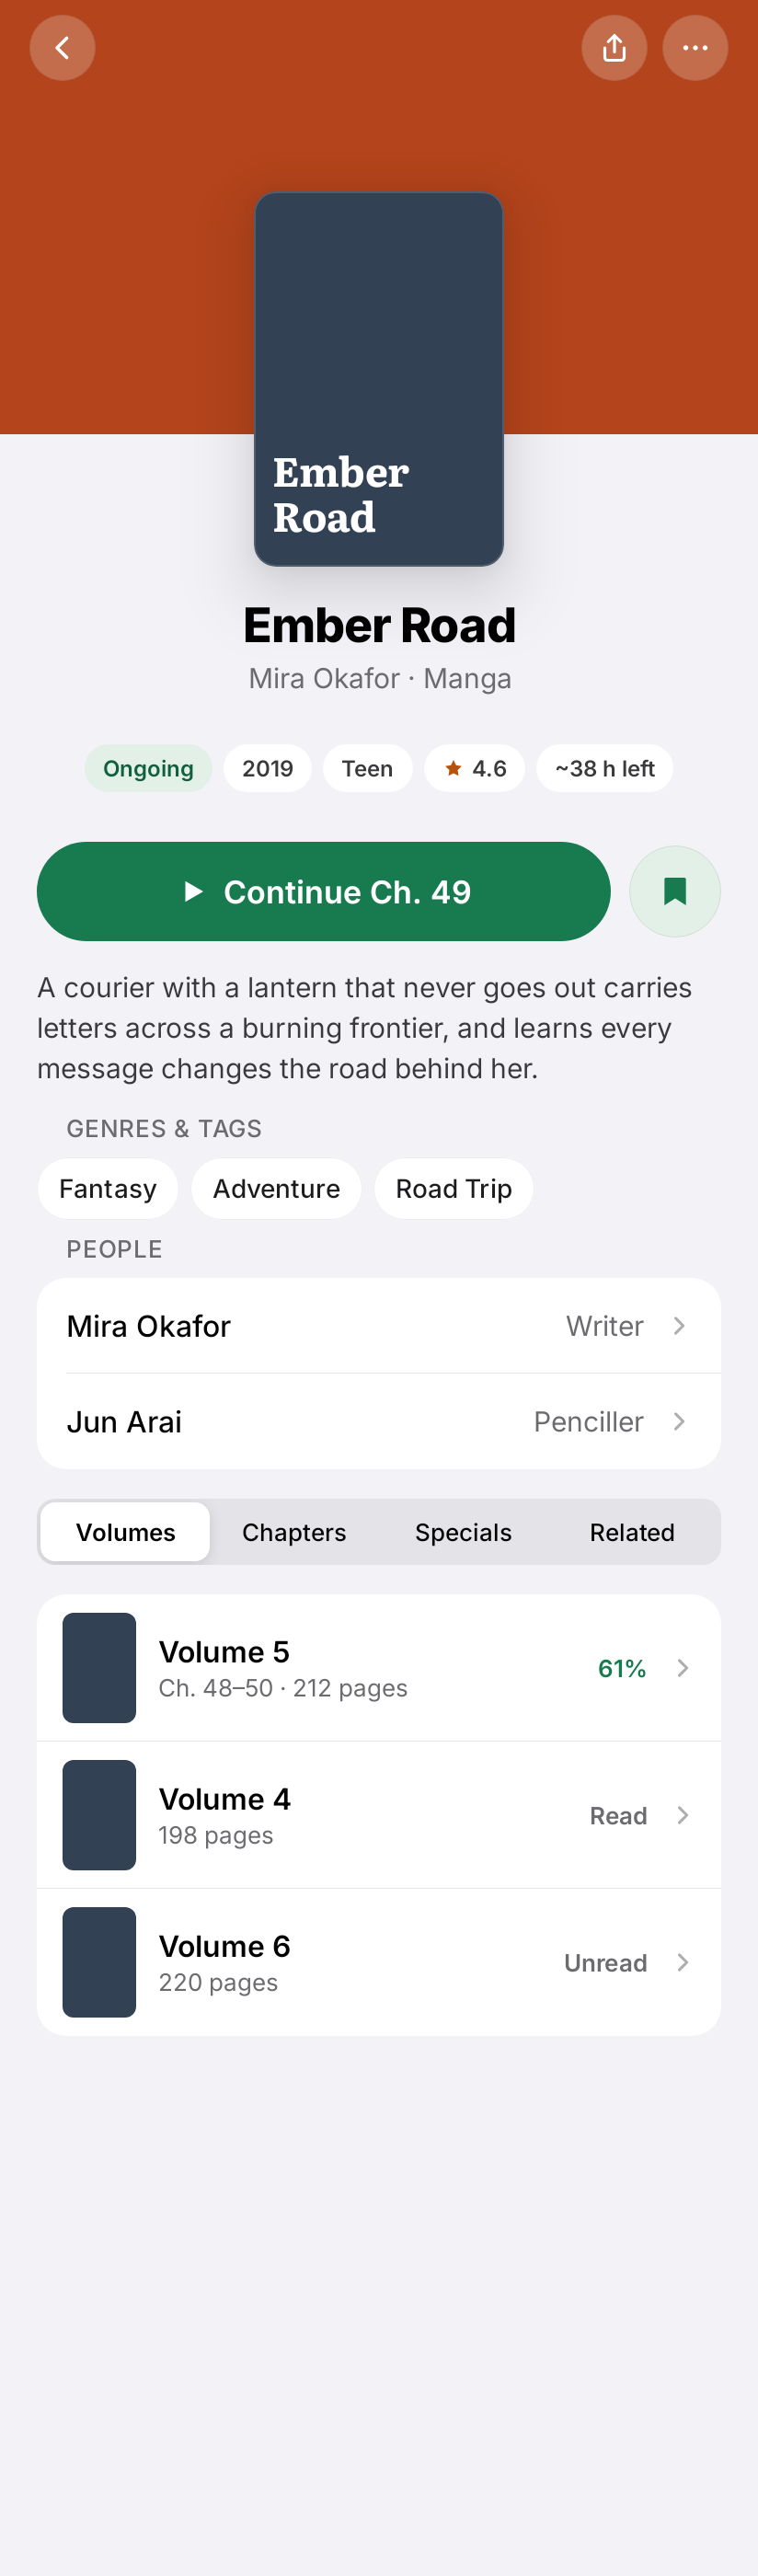 Ember
Road
Ember Road
Mira Okafor · Manga
Ongoing 2019 Teen ★ 4.6 ~38 h left
Continue Ch. 49
A courier with a lantern that never goes out carries
letters across a burning frontier, and learns every
message changes the road behind her.
GENRES & TAGS
Fantasy Adventure Road Trip
PEOPLE
Mira Okafor Writer
Jun Arai Penciller
Volumes Chapters Specials Related
Volume 5
Ch. 48–50 · 212 pages
61%
Volume 4
198 pages
Read
Volume 6
220 pages
Unread